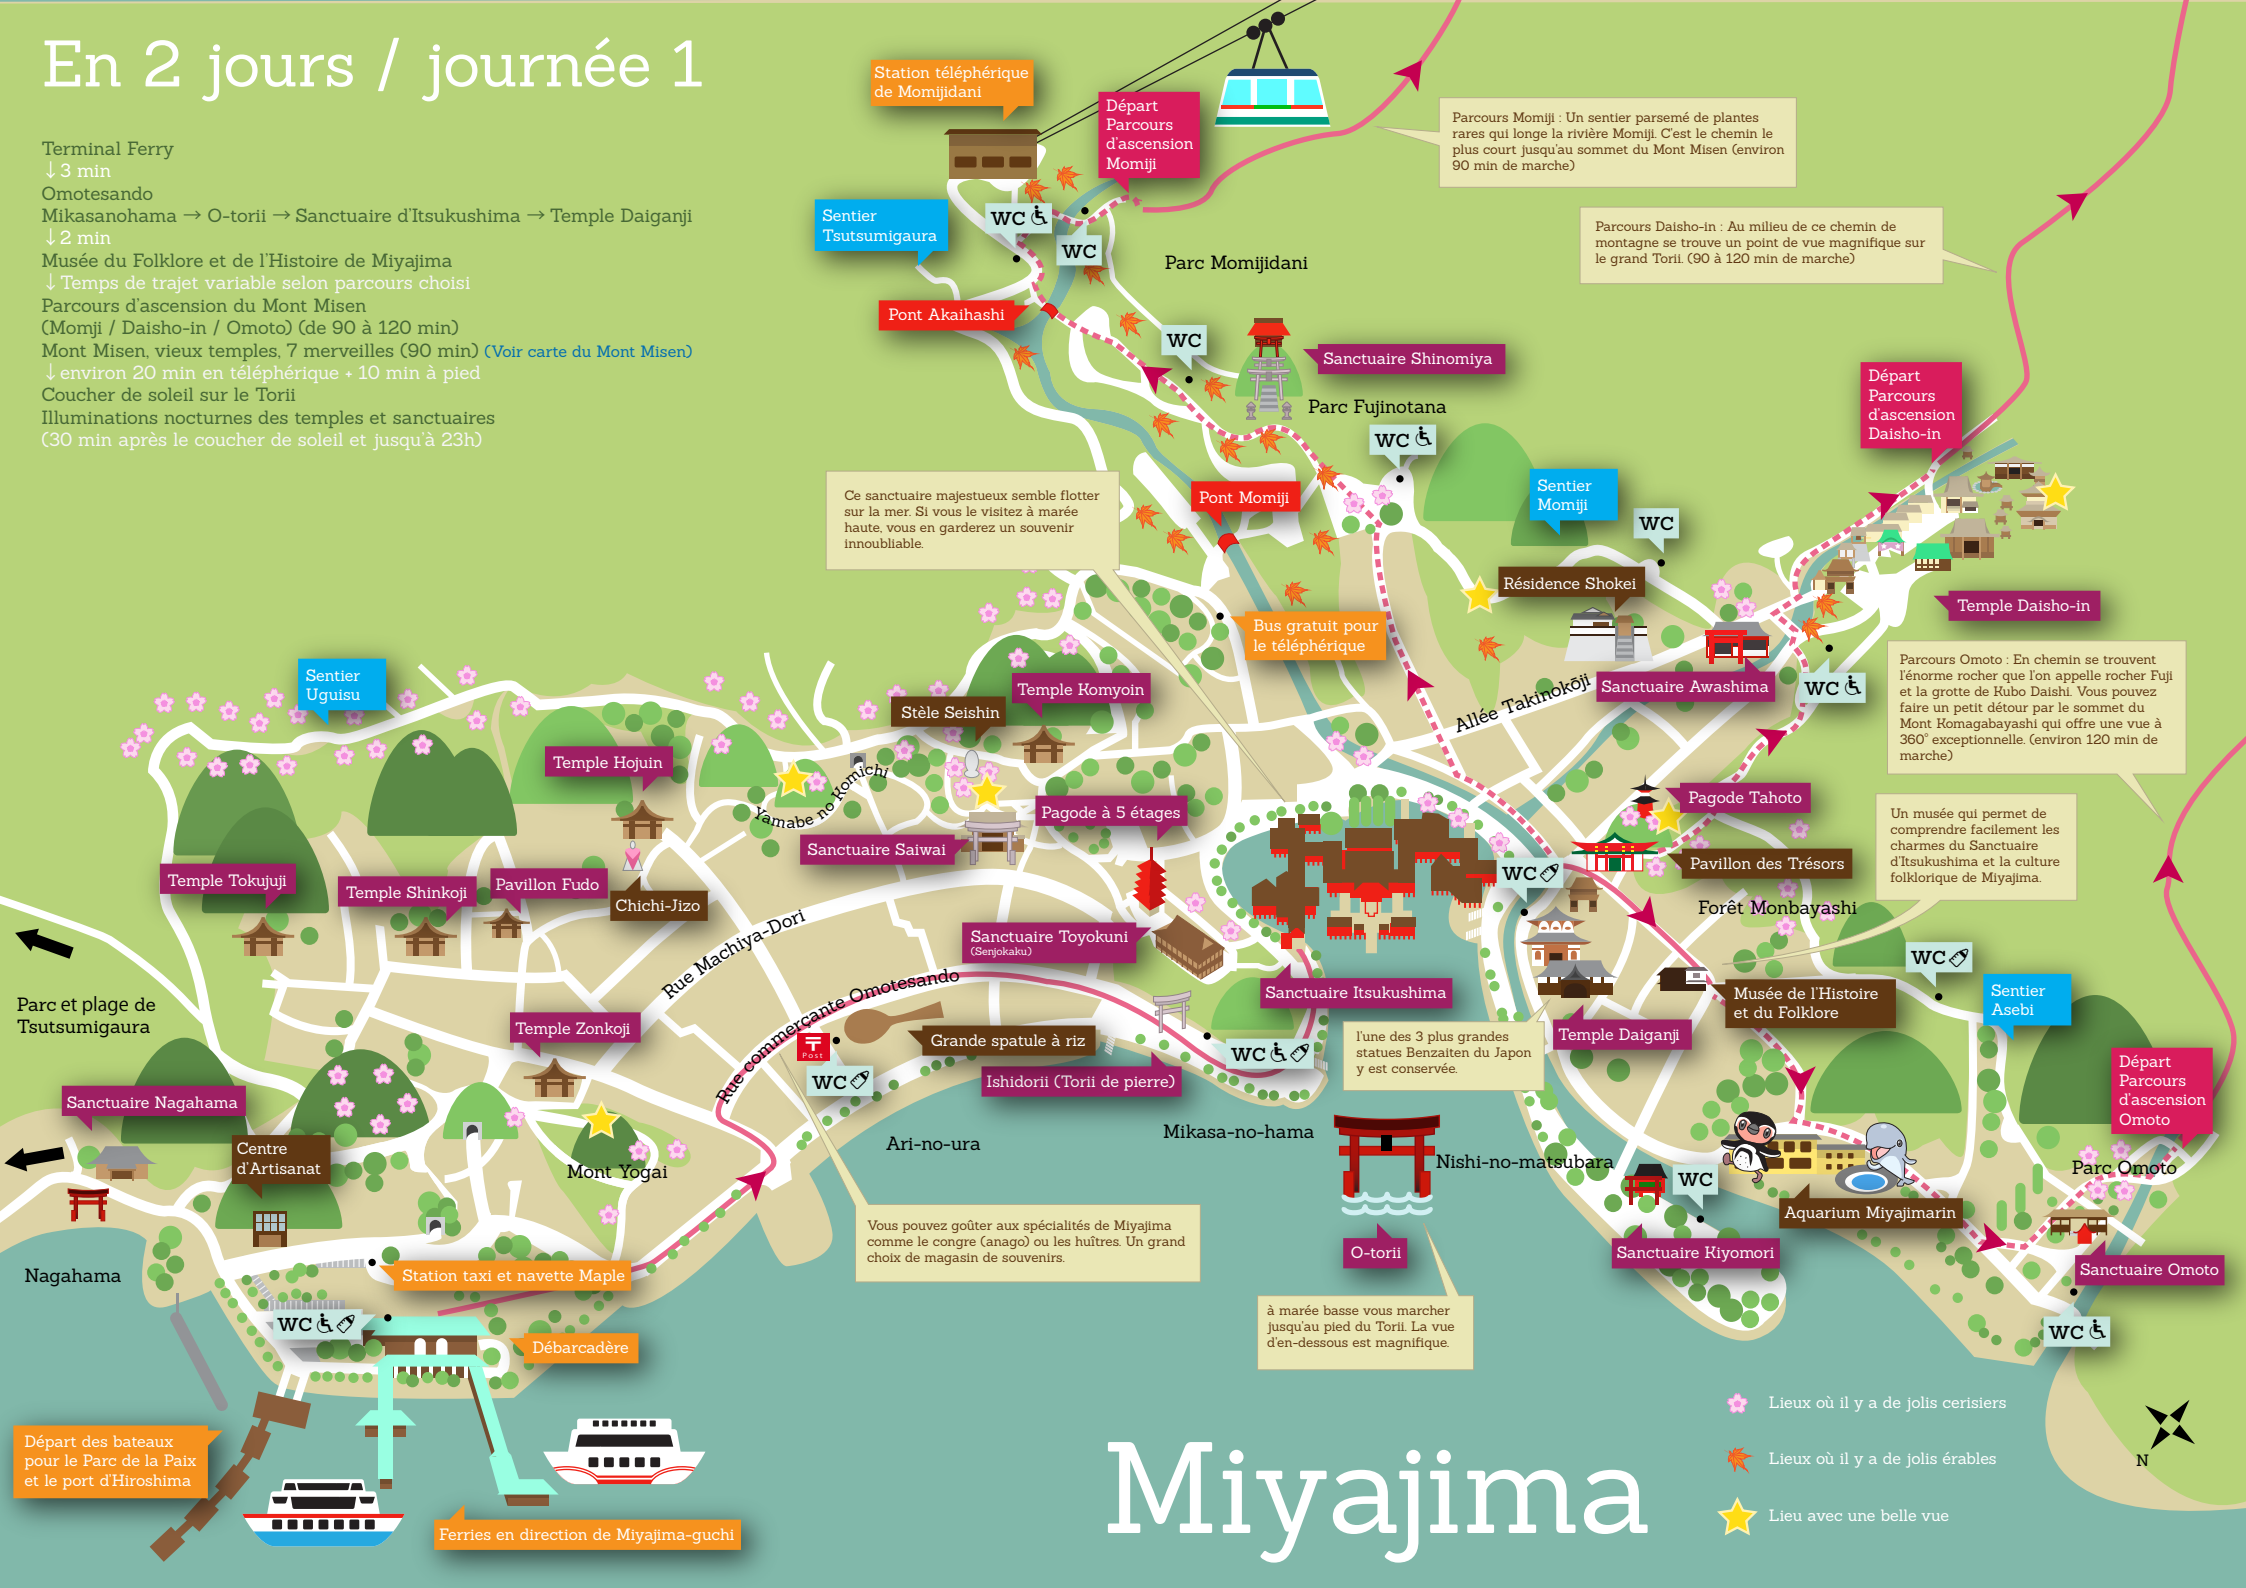 En 2 jours / journée 1
Terminal Ferry
↓3 min
Omotesando
Mikasanohama → O-torii → Sanctuaire d'Itsukushima → Temple Daiganji
↓2 min
Musée du Folklore et de l'Histoire de Miyajima
↓Temps de trajet variable selon parcours choisi
Parcours d'ascension du Mont Misen
(Momji / Daisho-in / Omoto) (de 90 à 120 min)
Mont Misen, vieux temples, 7 merveilles (90 min) (Voir carte du Mont Misen)
↓environ 20 min en téléphérique + 10 min à pied
Coucher de soleil sur le Torii
Illuminations nocturnes des temples et sanctuaires
(30 min après le coucher de soleil et jusqu'à 23h)
Station téléphérique
de Momijidani
Départ
Parcours
d'ascension
Momiji
Parcours Momiji : Un sentier parsemé de plantes
rares qui longe la rivière Momiji. C'est le chemin le
plus court jusqu'au sommet du Mont Misen (environ
90 min de marche)
Sentier
Tsutsumigaura
WC
WC
Parc Momijidani
Parcours Daisho-in : Au milieu de ce chemin de
montagne se trouve un point de vue magnifique sur
le grand Torii. (90 à 120 min de marche)
Pont Akaihashi
WC
Sanctuaire Shinomiya
Parc Fujinotana
WC
Départ
Parcours
d'ascension
Daisho-in
Ce sanctuaire majestueux semble flotter
sur la mer. Si vous le visitez à marée
haute, vous en garderez un souvenir
innoubliable.
Pont Momiji
Sentier
Momiji
WC
Résidence Shokei
Temple Daisho-in
Bus gratuit pour
le téléphérique
Sentier
Uguisu
Temple Komyoin
Stèle Seishin
Allée Takinokōji
Sanctuaire Awashima
WC
Parcours Omoto : En chemin se trouvent
l'énorme rocher que l'on appelle rocher Fuji
et la grotte de Kubo Daishi. Vous pouvez
faire un petit détour par le sommet du
Mont Komagabayashi qui offre une vue à
360° exceptionnelle. (environ 120 min de
marche)
Temple Hojuin
Yamabe no Komichi
Pagode à 5 étages
Pagode Tahoto
Sanctuaire Saiwai
Un musée qui permet de
comprendre facilement les
charmes du Sanctuaire
d'Itsukushima et la culture
folklorique de Miyajima.
Temple Tokujuji
Temple Shinkoji
Pavillon Fudo
Chichi-Jizo
WC
Pavillon des Trésors
Forêt Monbayashi
Rue Machiya-Dori
Sanctuaire Toyokuni
(Senjokaku)
WC
Parc et plage de
Tsutsumigaura
Rue commerçante Omotesando
Sanctuaire Itsukushima
Musée de l'Histoire
et du Folklore
Sentier
Asebi
Temple Zonkoji
Post
Grande spatule à riz
WC
l'une des 3 plus grandes
statues Benzaiten du Japon
y est conservée.
Temple Daiganji
WC
Ishidorii (Torii de pierre)
Départ
Parcours
d'ascension
Omoto
Sanctuaire Nagahama
Centre
d'Artisanat
Mont Yogai
Ari-no-ura
Mikasa-no-hama
Nishi-no-matsubara
WC
Parc Omoto
Aquarium Miyajimarin
Vous pouvez goûter aux spécialités de Miyajima
comme le congre (anago) ou les huîtres. Un grand
choix de magasin de souvenirs.
O-torii
Sanctuaire Kiyomori
Sanctuaire Omoto
Nagahama
Station taxi et navette Maple
WC
Débarcadère
à marée basse vous marcher
jusqu'au pied du Torii. La vue
d'en-dessous est magnifique.
WC
Départ des bateaux
pour le Parc de la Paix
et le port d'Hiroshima
Ferries en direction de Miyajima-guchi
Miyajima
Lieux où il y a de jolis cerisiers
Lieux où il y a de jolis érables
Lieu avec une belle vue
N